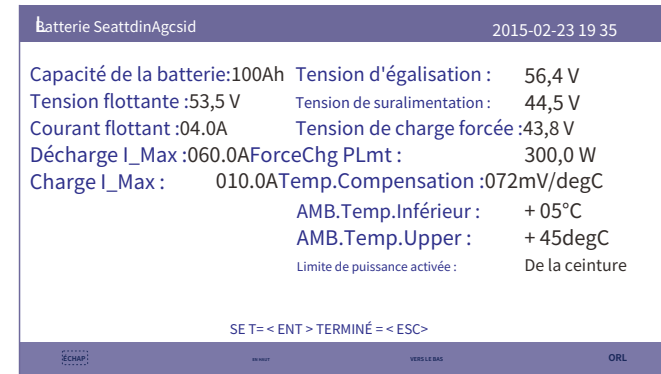 Batterie SeattdinAgcsid 2015-02-23 19 35
Capacité de la batterie:100Ah Tension d'égalisation : 56,4 V
Tension flottante :53,5 V Tension de suralimentation : 44,5 V
Courant flottant :04.0A Tension de charge forcée :43,8 V
Décharge I_Max :060.0AForceChg PLmt : 300,0 W
Charge I_Max : 010.0ATemp.Compensation :072mV/degC
AMB.Temp.Inférieur : + 05°C
AMB.Temp.Upper : + 45degC
Limite de puissance activée : De la ceinture
SE T= < ENT > TERMINÉ = < ESC>
ÉCHAP EN HAUT VERS LE BAS ORL